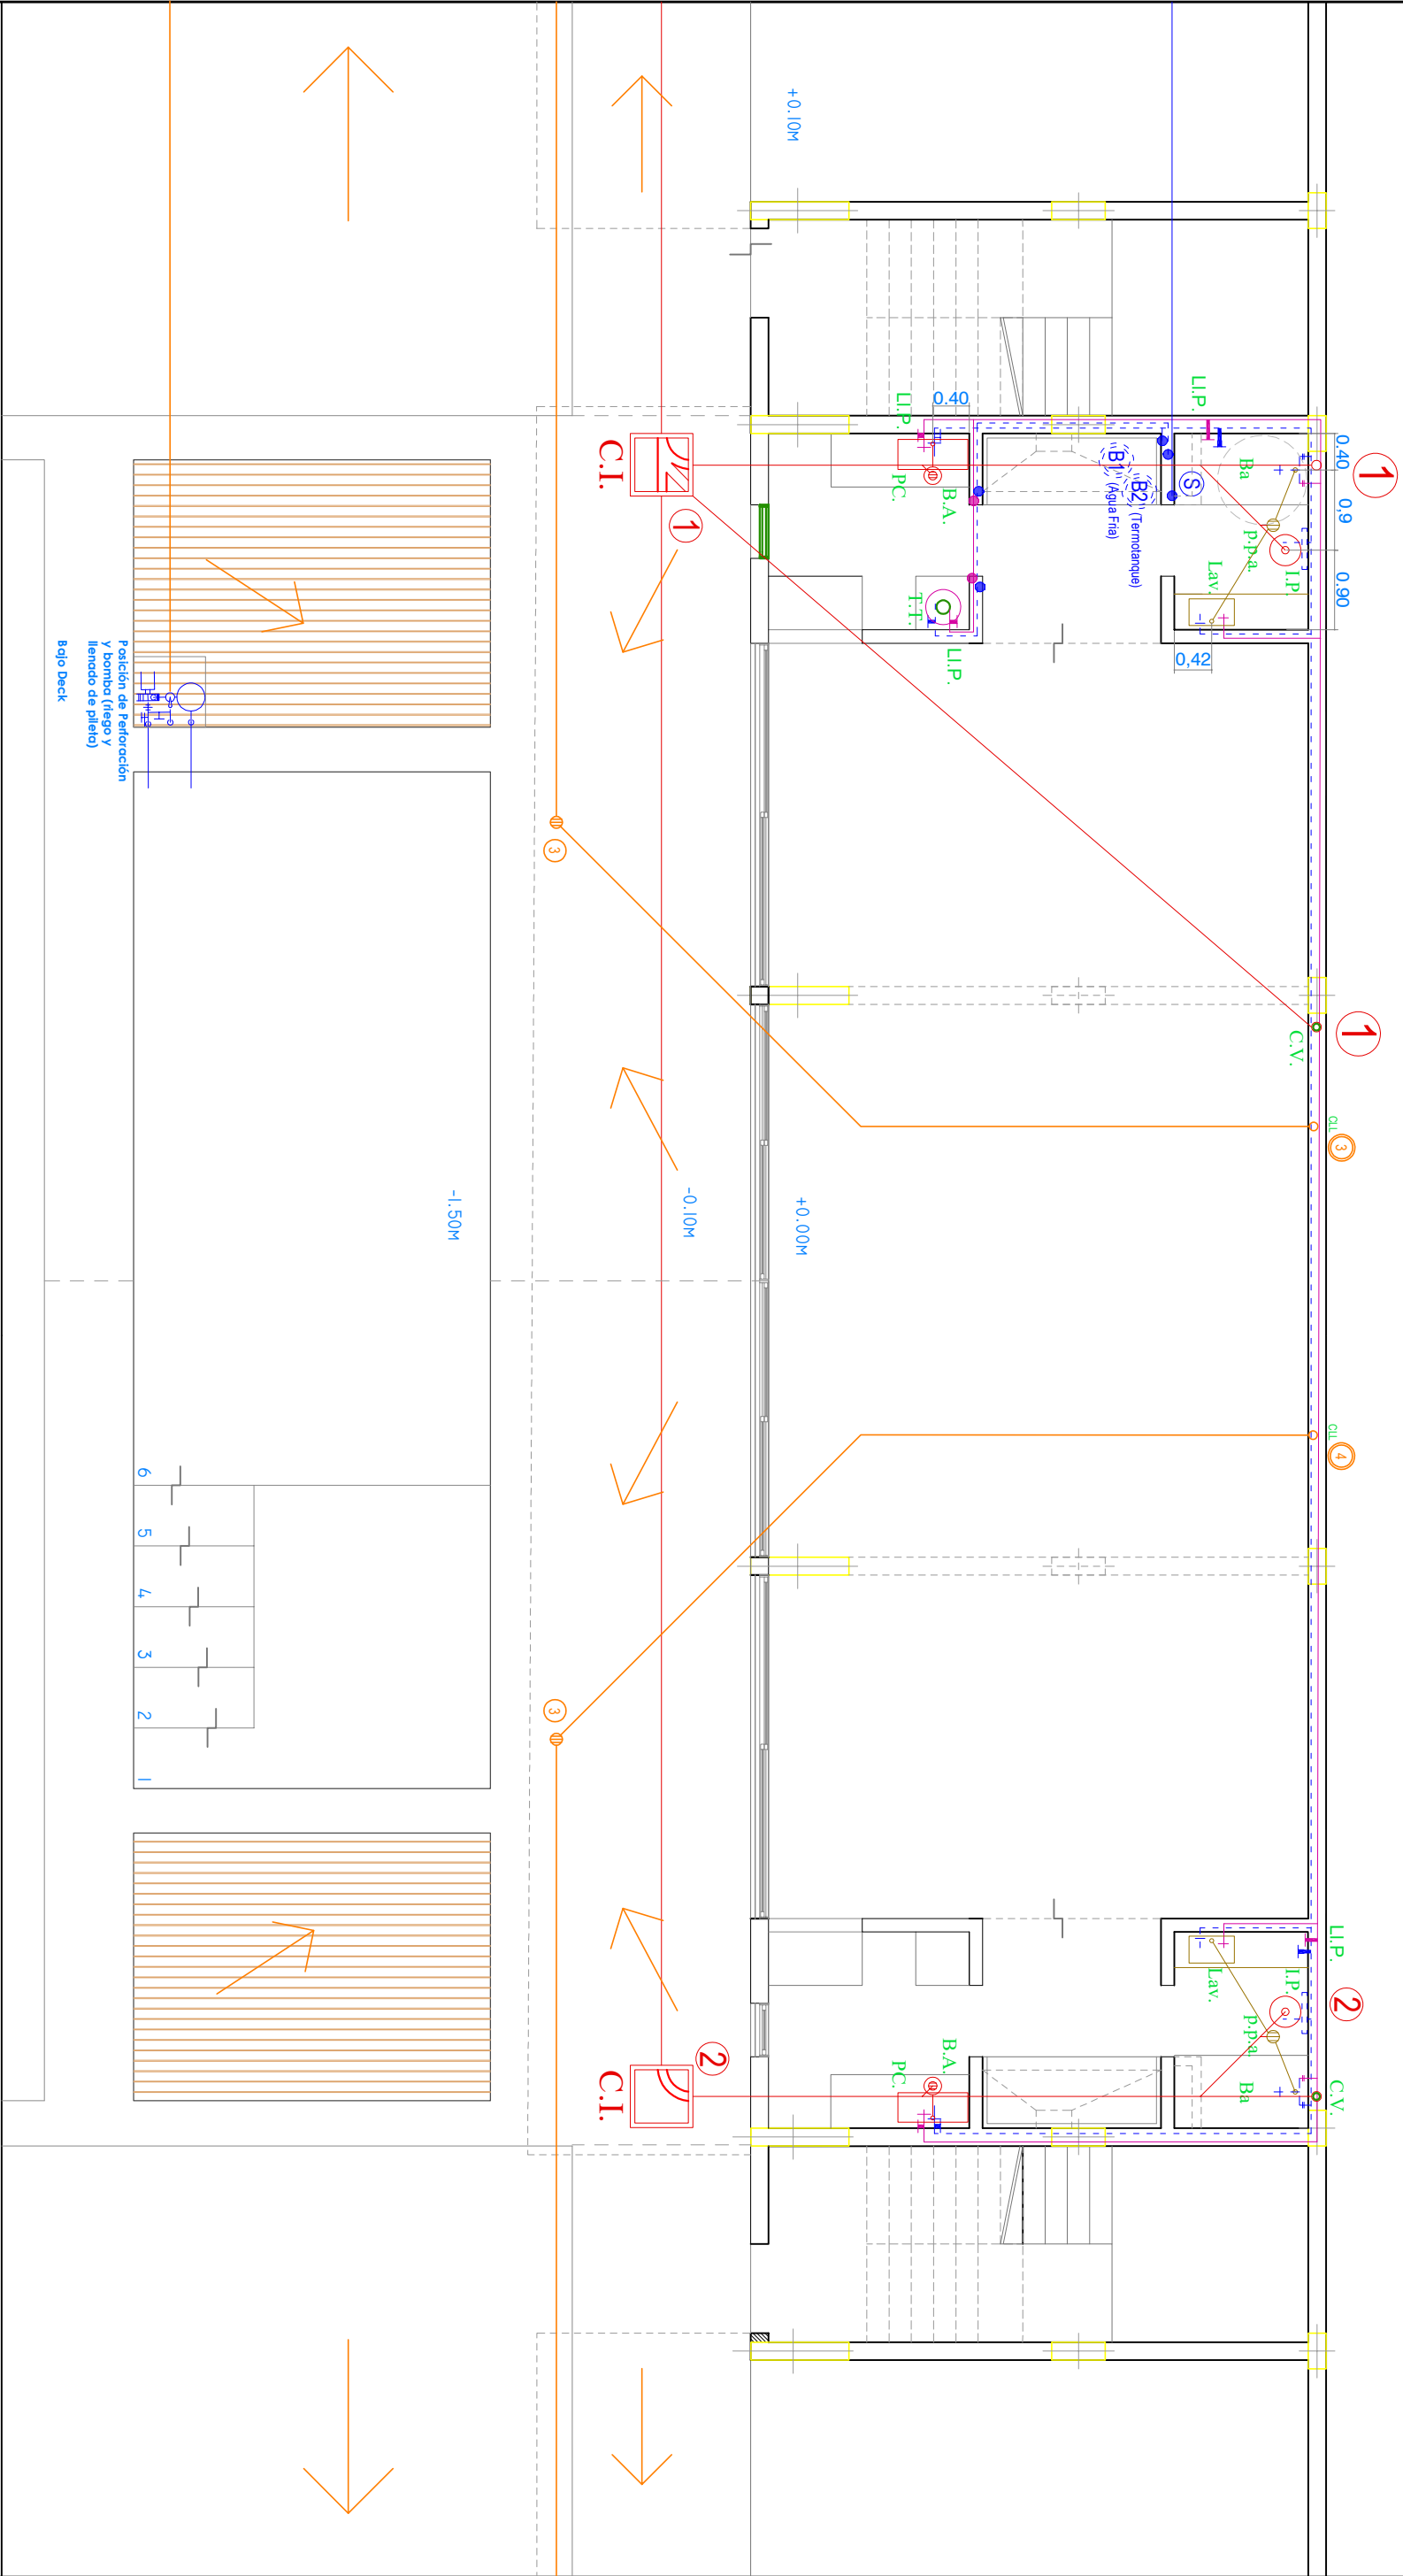 +0.10M
LL.P.
0.40
LL.P.
0.40
1
0,9
0.90
Ba
p.p.a.
I.P.
Lav.
0,42
S
B2 (Termotanque)
B1 (Agua Fria)
B.A.
PC.
T.T.
LL.P.
C.I.
1
Posición de Perforación
y bomba (riego y
llenado de pileta)
Bajo Deck
3
1
C.V.
CLL
3
+0.00M
-0.10M
-1.50M
CLL
4
6
5
4
3
2
1
3
LL.P.
2
I.P.
Lav.
p.p.a.
Ba
C.V.
B.A.
PC.
2
C.I.